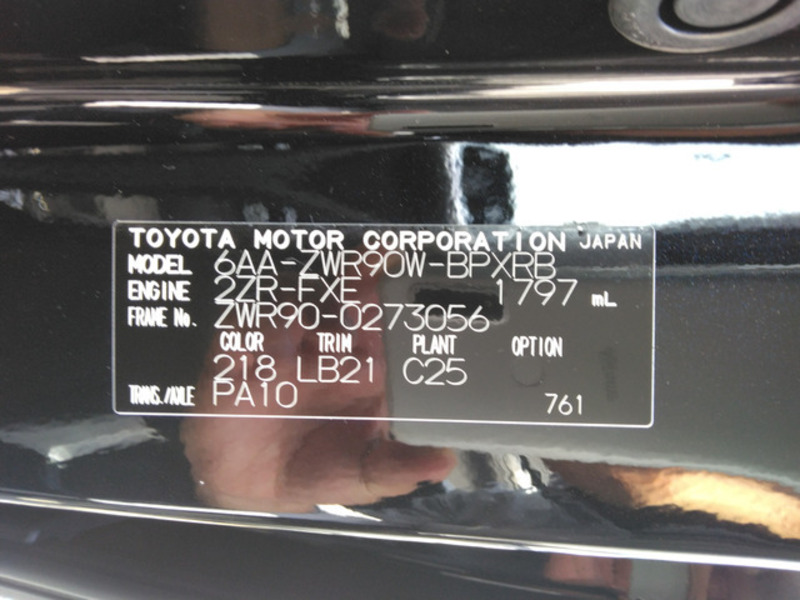 TOYOTA MOTOR CORPORATION JAPAN
MODEL 6AA-ZWR90W-BPXRB
ENGINE 2ZR-FXE 1797 mL
FRAME No. ZWR90-0273056
COLOR TRIM PLANT OPTION
218 LB21 C25
TRANS./AXLE PA10 761